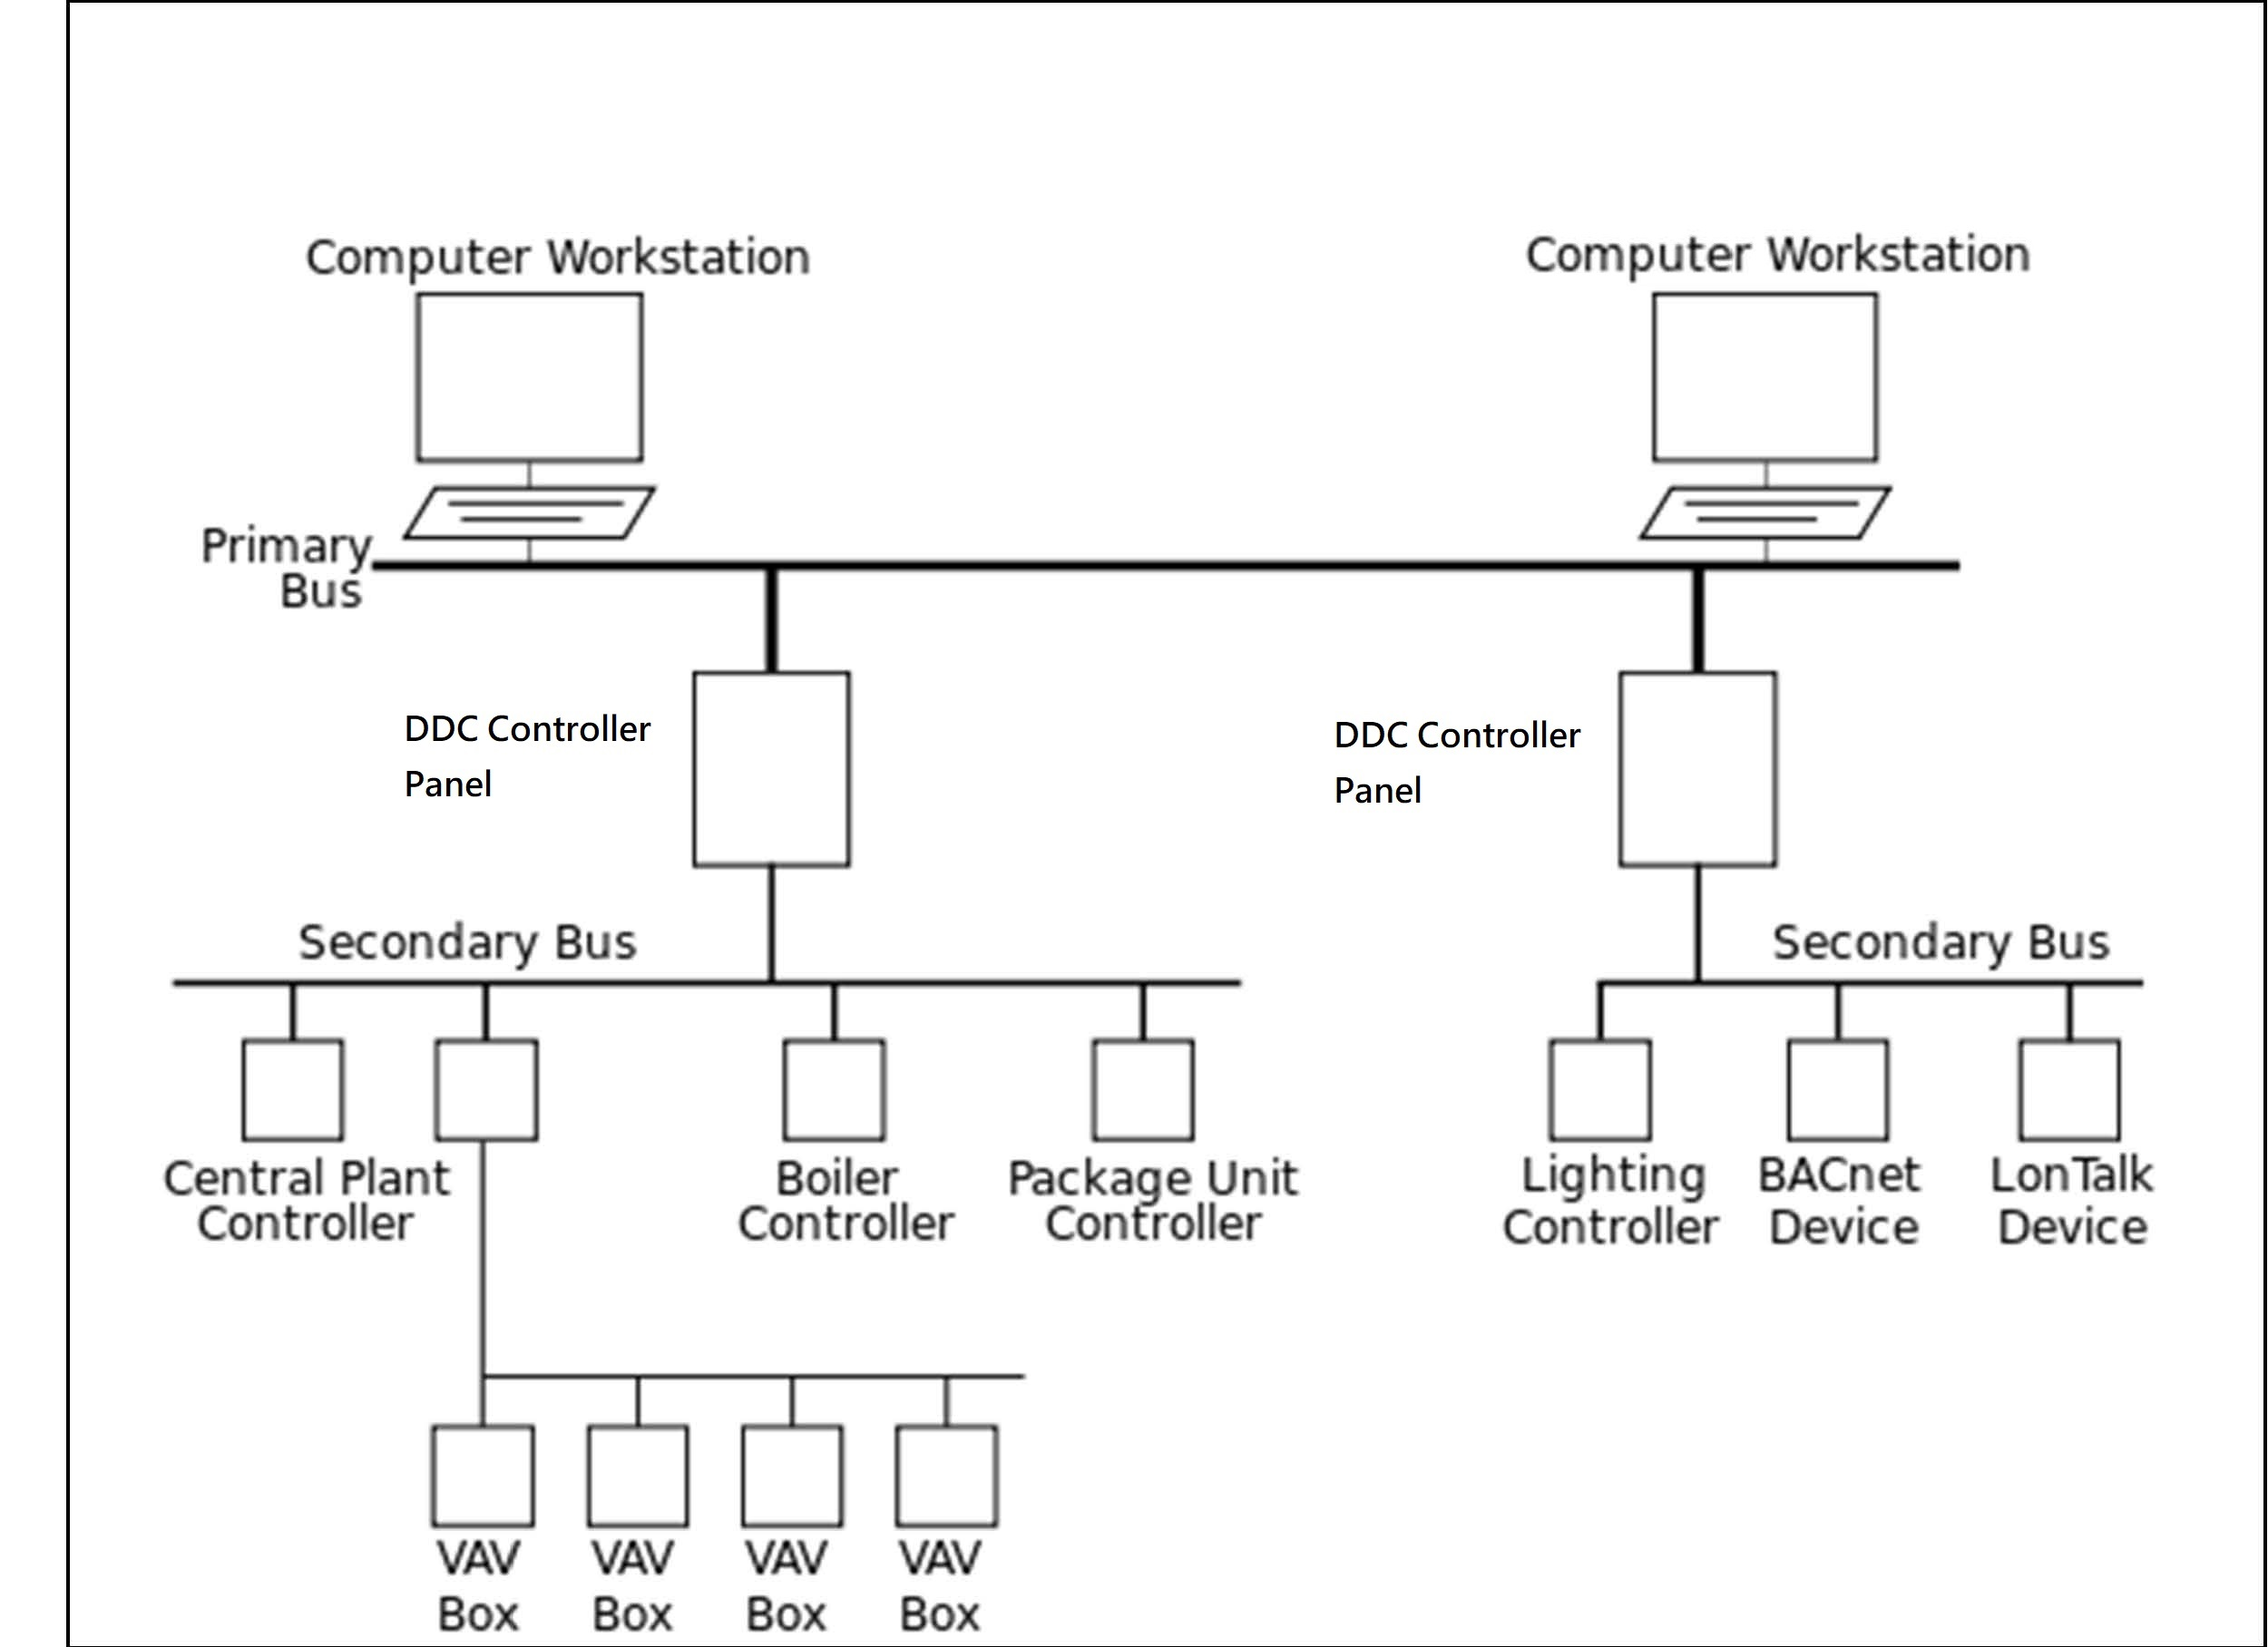 Computer Workstation
Computer Workstation
Primary
Bus
DDC Controller
Panel
DDC Controller
Panel
Secondary Bus
Secondary Bus
Central Plant
Controller
Boiler
Controller
Package Unit
Controller
Lighting
Controller
BACnet
Device
LonTalk
Device
VAV
Box
VAV
Box
VAV
Box
VAV
Box